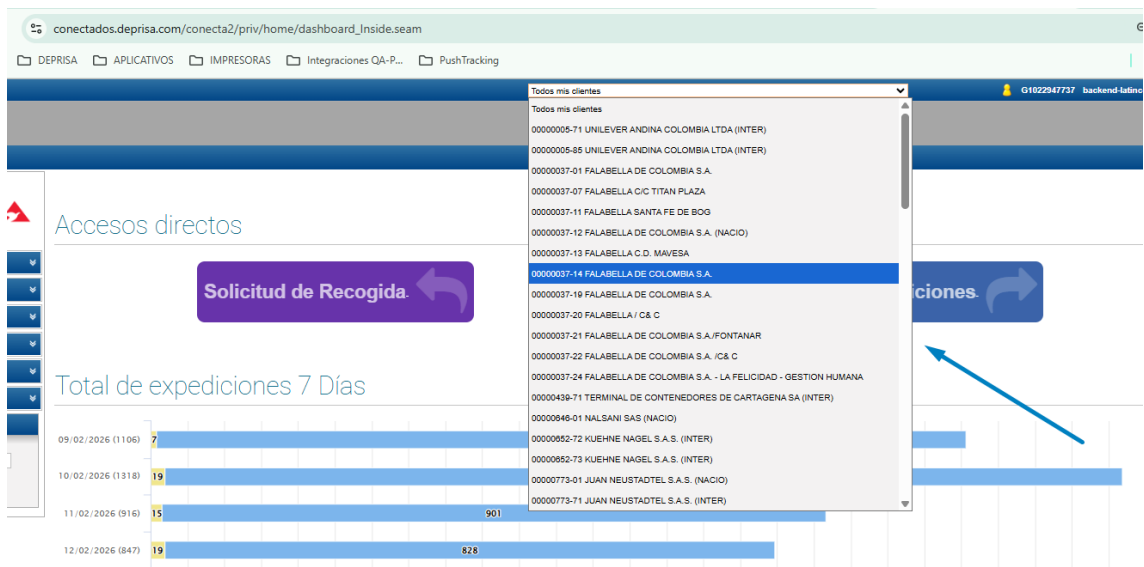 conectados.deprisa.com/conecta2/priv/home/dashboard_Inside.seam
DEPRISA APLICATIVOS IMPRESORAS Integraciones QA-P... PushTracking
Todos mis clientes
G1022947737 backend-latinc
Todos mis clientes
00000005-71 UNILEVER ANDINA COLOMBIA LTDA (INTER)
00000005-85 UNILEVER ANDINA COLOMBIA LTDA (INTER)
00000037-01 FALABELLA DE COLOMBIA S.A.
00000037-07 FALABELLA C/C TITAN PLAZA
00000037-11 FALABELLA SANTA FE DE BOG
00000037-12 FALABELLA DE COLOMBIA S.A. (NACIO)
00000037-13 FALABELLA C.D. MAVESA
00000037-14 FALABELLA DE COLOMBIA S.A.
00000037-19 FALABELLA DE COLOMBIA S.A.
00000037-20 FALABELLA / C& C
00000037-21 FALABELLA DE COLOMBIA S.A./FONTANAR
00000037-22 FALABELLA DE COLOMBIA S.A. /C& C
00000037-24 FALABELLA DE COLOMBIA S.A. - LA FELICIDAD - GESTION HUMANA
00000439-71 TERMINAL DE CONTENEDORES DE CARTAGENA SA (INTER)
00000646-01 NALSANI SAS (NACIO)
00000652-72 KUEHNE NAGEL S.A.S. (INTER)
00000652-73 KUEHNE NAGEL S.A.S. (INTER)
00000773-01 JUAN NEUSTADTEL S.A.S. (NACIO)
00000773-71 JUAN NEUSTADTEL S.A.S. (INTER)
Accesos directos
Solicitud de Recogida
iciones
Total de expediciones 7 Días
09/02/2026 (1106) 7
10/02/2026 (1318) 19
11/02/2026 (916) 15 901
12/02/2026 (847) 19 828